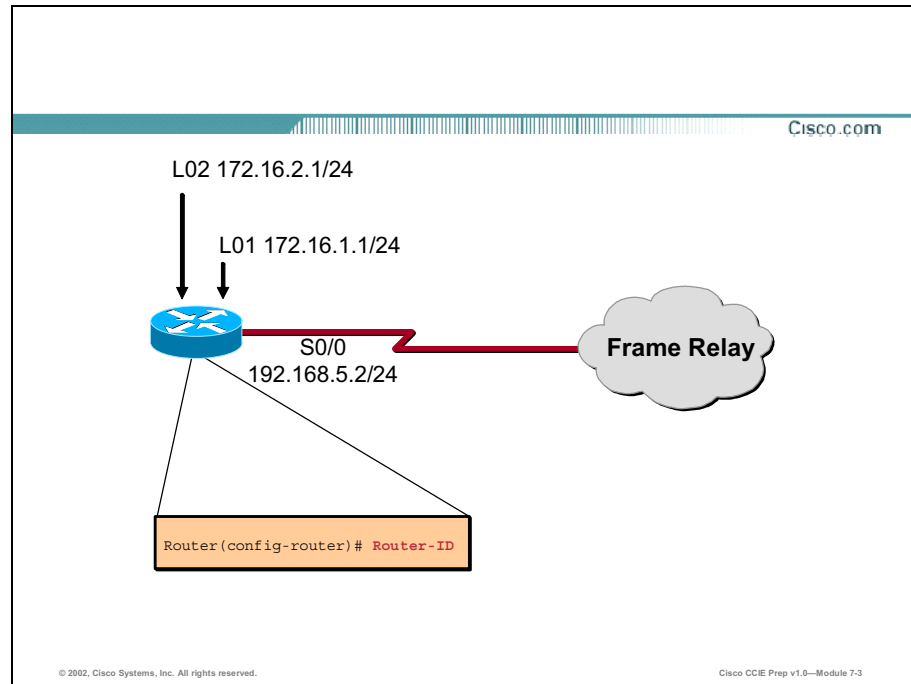 Cisco.com
L02 172.16.2.1/24
L01 172.16.1.1/24
S0/0
192.168.5.2/24
Frame Relay
Router(config-router)# Router-ID
© 2002, Cisco Systems, Inc. All rights reserved.
Cisco CCIE Prep v1.0—Module 7-3